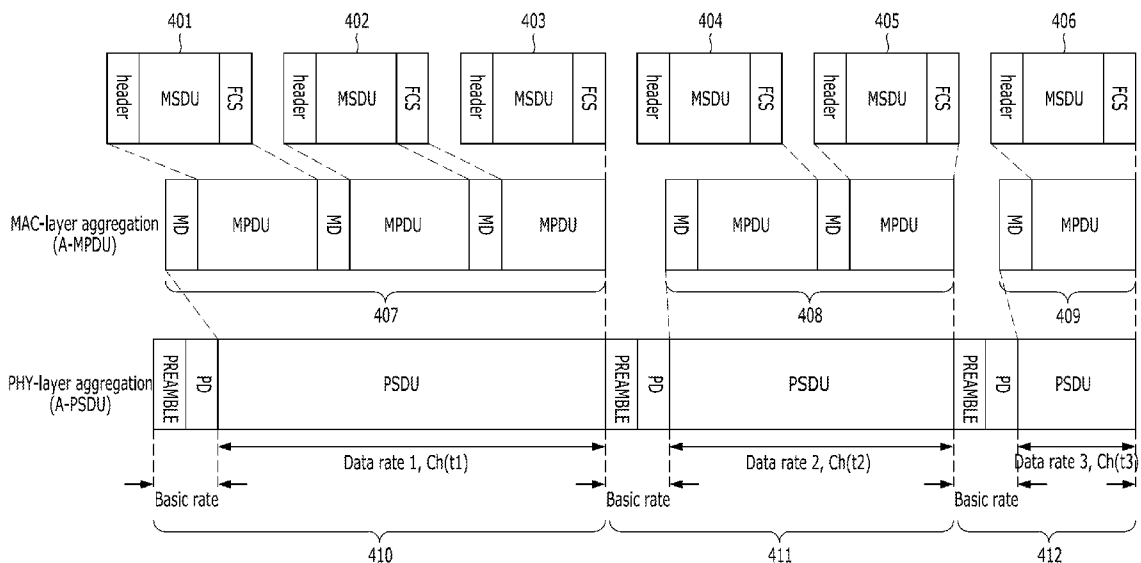 401 402 403 404 405 406
header MSDU FCS header MSDU FCS header MSDU FCS header MSDU FCS header MSDU FCS header MSDU FCS
MAC-layer aggregation
(A-MPDU)
MD MPDU MD MPDU MD MPDU MD MPDU MD MPDU MD MPDU
407 408 409
PHY-layer aggregation
(A-PSDU)
PREAMBLE PD PSDU PREAMBLE PD PSDU PREAMBLE PD PSDU
Data rate 1, Ch(t1) Data rate 2, Ch(t2) Data rate 3, Ch(t3)
Basic rate Basic rate Basic rate
410 411 412